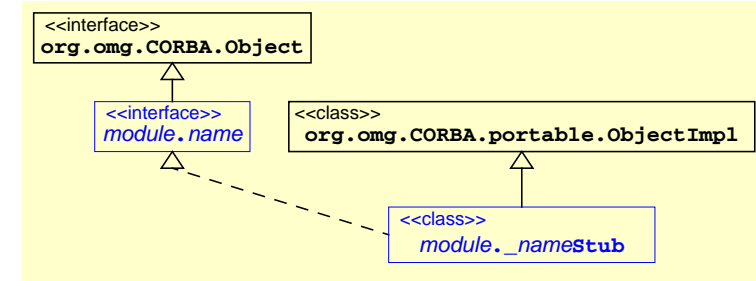 <<interface>>
org.omg.CORBA.Object
<<interface>>
module.name
<<class>>
org.omg.CORBA.portable.ObjectImpl
<<class>>
module._nameStub